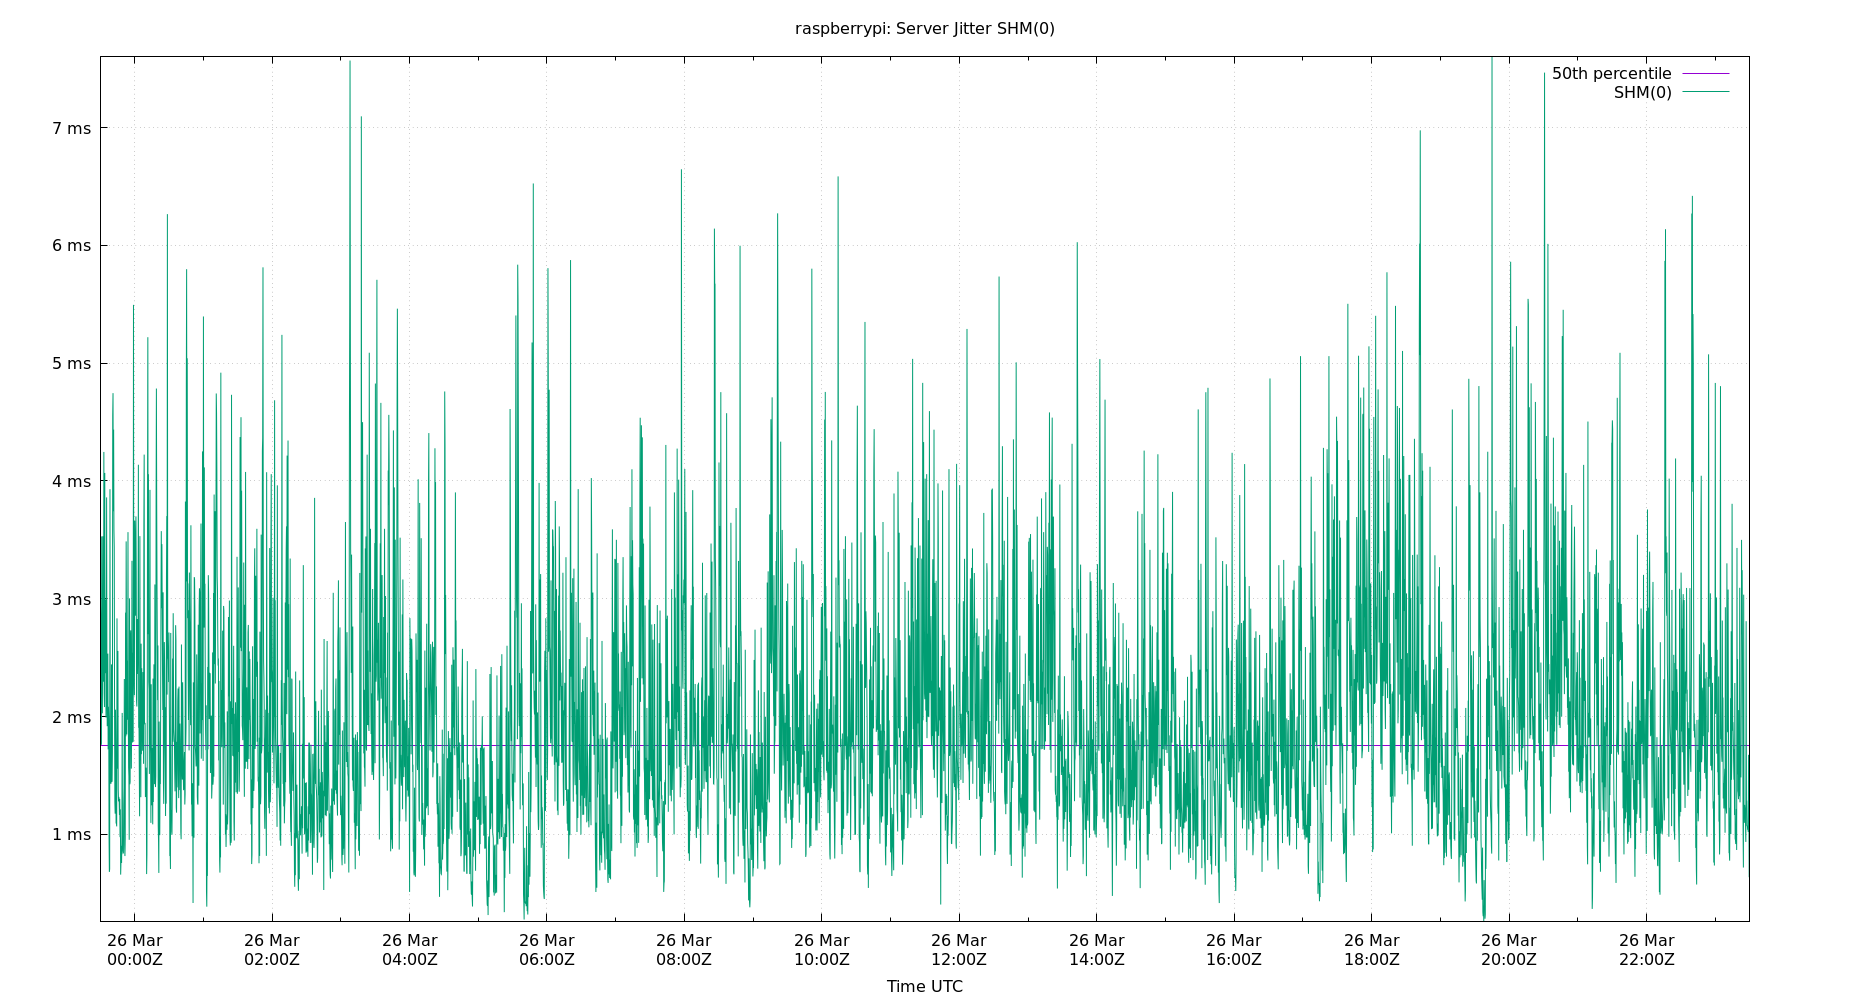 raspberrypi: Server Jitter SHM(0)
50th percentile
SHM(0)
7 ms
6 ms
5 ms
4 ms
3 ms
2 ms
1 ms
26 Mar 26 Mar 26 Mar 26 Mar 26 Mar 26 Mar 26 Mar 26 Mar 26 Mar 26 Mar 26 Mar 26 Mar
00:00Z 02:00Z 04:00Z 06:00Z 08:00Z 10:00Z 12:00Z 14:00Z 16:00Z 18:00Z 20:00Z 22:00Z
Time UTC